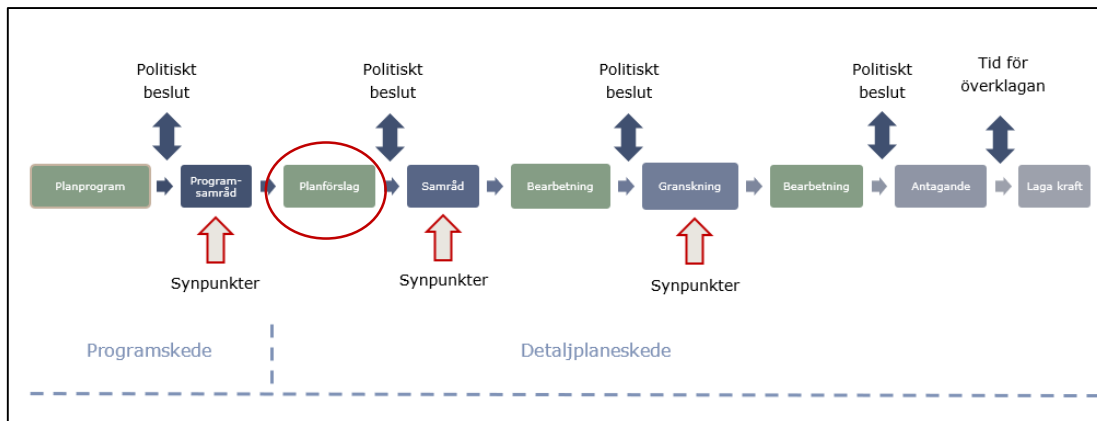 Politiskt
beslut
Politiskt
beslut
Politiskt
beslut
Politiskt
beslut
Tid för
överklagan
Planprogram
Program-
samråd
Planförslag
Samråd
Bearbetning
Granskning
Bearbetning
Antagande
Laga kraft
Synpunkter
Synpunkter
Synpunkter
Programskede
Detaljplaneskede